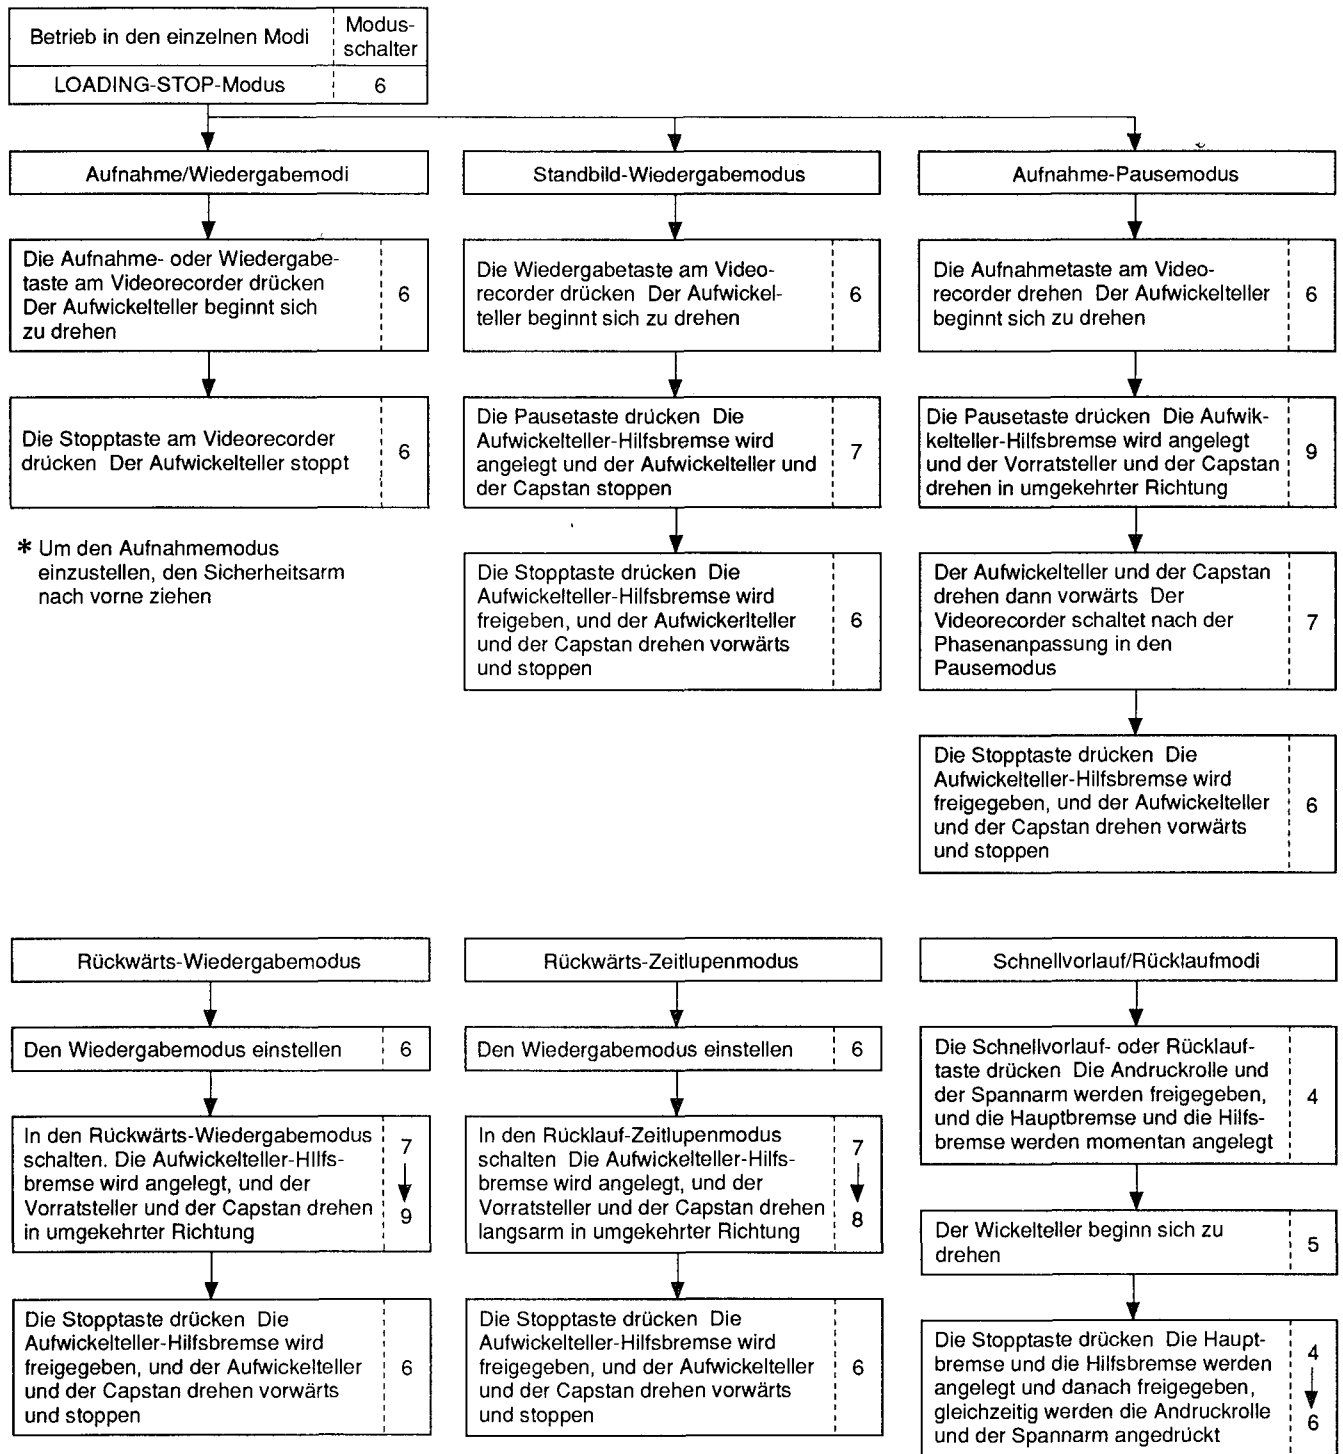 Betrieb in den einzelnen Modi
Modus-
schalter
LOADING-STOP-Modus
6
Aufnahme/Wiedergabemodi
Die Aufnahme- oder Wiedergabe-
taste am Videorecorder drücken
Der Aufwickelteller beginnt sich
zu drehen
6
Die Stopptaste am Videorecorder
drücken Der Aufwickelteller stoppt
6
* Um den Aufnahmemodus
einzustellen, den Sicherheitsarm
nach vorne ziehen
Standbild-Wiedergabemodus
Die Wiedergabetaste am Video-
recorder drücken Der Aufwickel-
teller beginnt sich zu drehen
6
Die Pausetaste drücken Die
Aufwickelteller-Hilfsbremse wird
angelegt und der Aufwickelteller und
der Capstan stoppen
7
Die Stopptaste drücken Die
Aufwickelteller-Hilfsbremse wird
freigeben, und der Aufwickerlteller
und der Capstan drehen vorwärts
und stoppen
6
Aufnahme-Pausemodus
Die Aufnahmetaste am Video-
recorder drehen Der Aufwickelteller
beginnt sich zu drehen
6
Die Pausetaste drücken Die Aufwik-
kelteller-Hilfsbremse wird angelegt
und der Vorratsteller und der Capstan
drehen in umgekehrter Richtung
9
Der Aufwickelteller und der Capstan
drehen dann vorwärts Der
Videorecorder schaltet nach der
Phasenanpassung in den
Pausemodus
7
Die Stopptaste drücken Die
Aufwickelteller-Hilfsbremse wird
freigegeben, und der Aufwickelteller
und der Capstan drehen vorwärts
und stoppen
6
Rückwärts-Wiedergabemodus
Den Wiedergabemodus einstellen
6
In den Rückwärts-Wiedergabemodus
schalten. Die Aufwickelteller-Hilfs-
bremse wird angelegt, und der
Vorratsteller und der Capstan drehen
in umgekehrter Richtung
7
9
Die Stopptaste drücken Die
Aufwickelteller-Hilfsbremse wird
freigegeben, und der Aufwickelteller
und der Capstan drehen vorwärts
und stoppen
6
Rückwärts-Zeitlupenmodus
Den Wiedergabemodus einstellen
6
In den Rücklauf-Zeitlupenmodus
schalten Die Aufwickelteller-Hilfs-
bremse wird angelegt, und der
Vorratsteller und der Capstan drehen
langsarm in umgekehrter Richtung
7
8
Die Stopptaste drücken Die
Aufwickelteller-Hilfsbremse wird
freigegeben, und der Aufwickelteller
und der Capstan drehen vorwärts
und stoppen
6
Schnellvorlauf/Rücklaufmodi
Die Schnellvorlauf- oder Rücklauf-
taste drücken Die Andruckrolle und
der Spannarm werden freigegeben,
und die Hauptbremse und die Hilfs-
bremse werden momentan angelegt
4
Der Wickelteller beginn sich zu
drehen
5
Die Stopptaste drücken Die Haupt-
bremse und die Hilfsbremse werden
angelegt und danach freigegeben,
gleichzeitig werden die Andruckrolle
und der Spannarm angedrückt
4
6